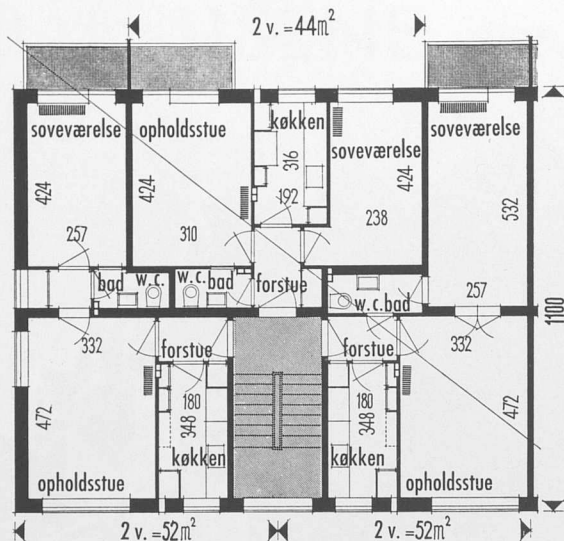 2 v. =44m²
soveværelse
opholdsstue
køkken
soveværelse
soveværelse
424
424
316
192
424
532
257
310
238
257
bad
w.c.
w.c.
bad
forstue
w.c.bad
332
forstue
forstue
332
1100
472
180
348
180
348
472
køkken
køkken
opholdsstue
opholdsstue
2 v. =52m²
2 v. =52m²